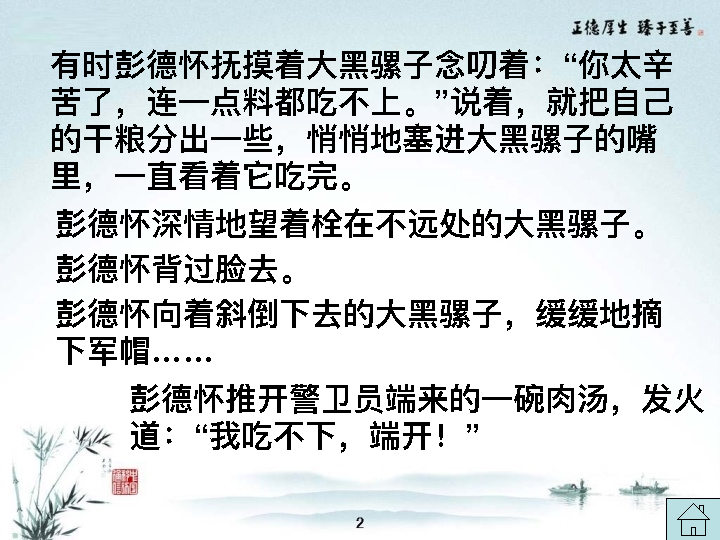 正德厚生 臻于至善
有时彭德怀抚摸着大黑骡子念叨着：“你太辛
苦了，连一点料都吃不上。”说着，就把自己
的干粮分出一些，悄悄地塞进大黑骡子的嘴
里，一直看着它吃完。
彭德怀深情地望着栓在不远处的大黑骡子。
彭德怀背过脸去。
彭德怀向着斜倒下去的大黑骡子，缓缓地摘
下军帽……
彭德怀推开警卫员端来的一碗肉汤，发火
道：“我吃不下，端开！”
2